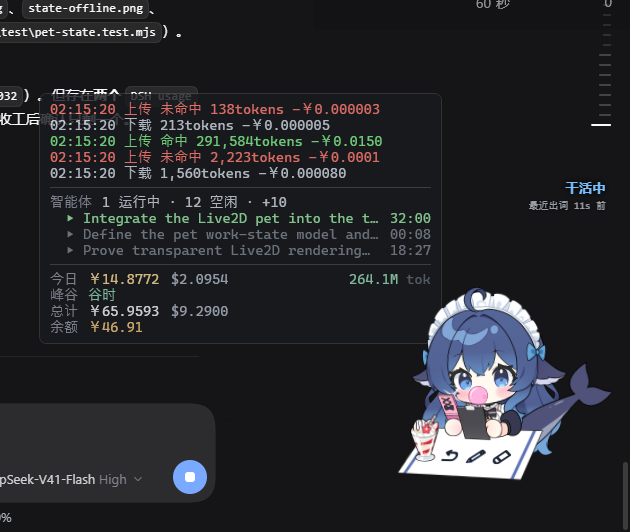 、 state-offline.png、
test\pet-state.test.mjs）。
60 秒
0
032）。但存在两个 DSH usage
收工后
02:15:20 上传 未命中 138tokens -￥0.000003
02:15:20 下载 213tokens -￥0.000005
02:15:20 上传 命中 291,584tokens -￥0.0150
02:15:20 上传 未命中 2,223tokens -￥0.0001
02:15:20 下载 1,560tokens -￥0.000080
智能体 1 运行中 · 12 空闲 · +10
▸ Integrate the Live2D pet into the t… 32:00
▸ Define the pet work-state model and… 00:08
▸ Prove transparent Live2D rendering… 18:27
今日 ￥14.8772 $2.0954 264.1M tok
峰谷 谷时
总计 ￥65.9593 $9.2900
余额 ￥46.91
干活中
最近出词 11s 前
pSeek-V41-Flash High
0%